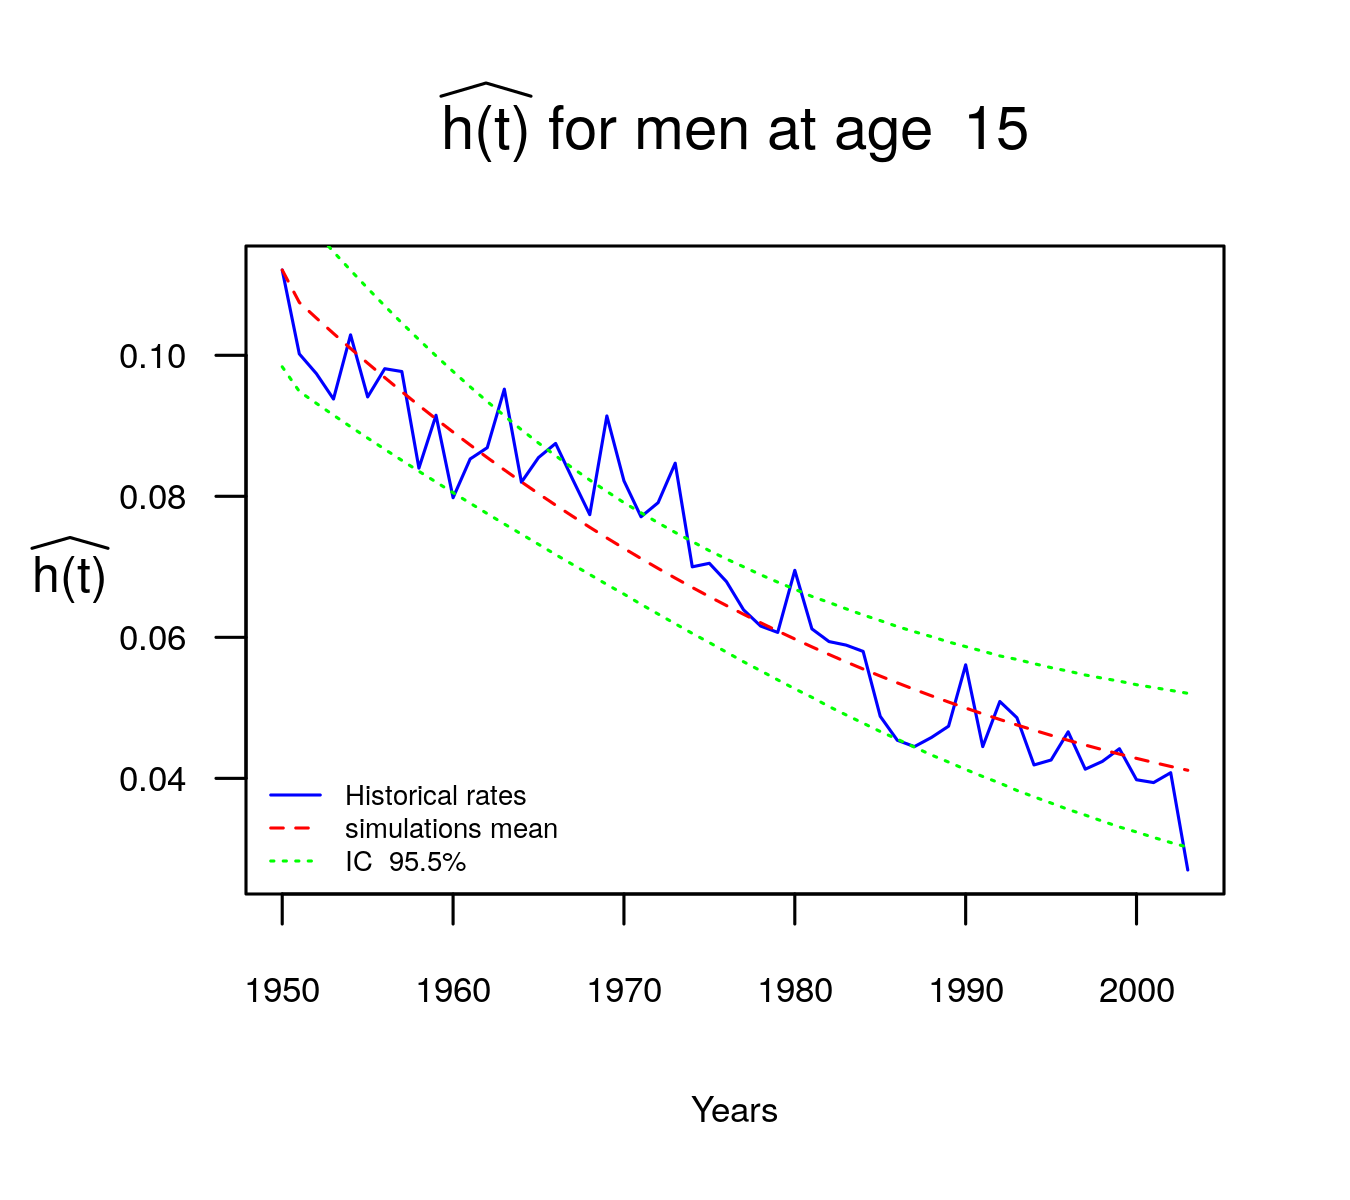 h(t) for men at age 15
h(t)
0.10
0.08
0.06
0.04
Historical rates
simulations mean
IC 95.5%
1950 1960 1970 1980 1990 2000
Years